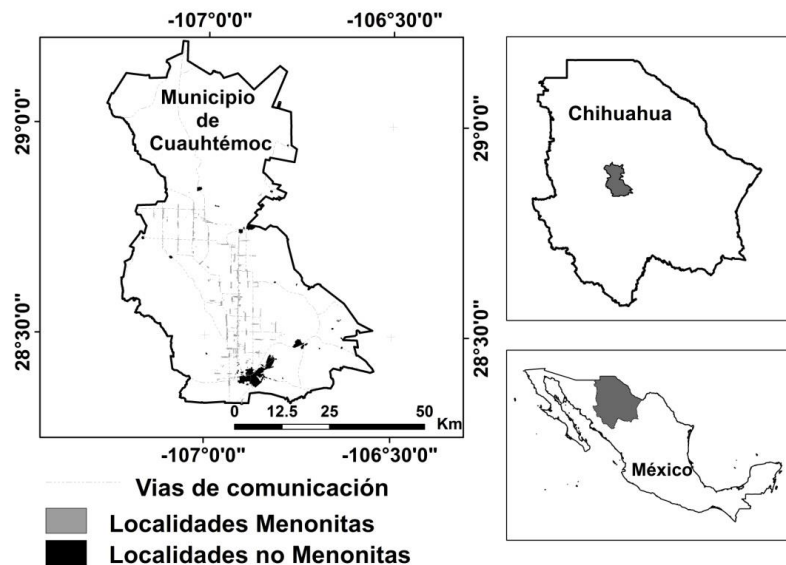 -107°0'0" -106°30'0"
29°0'0"
28°30'0"
Municipio
de
Cuauhtémoc
0 12.5 25 50
Km
-107°0'0" -106°30'0"
29°0'0"
28°30'0"
Vias de comunicación
Localidades Menonitas
Localidades no Menonitas
Chihuahua
México